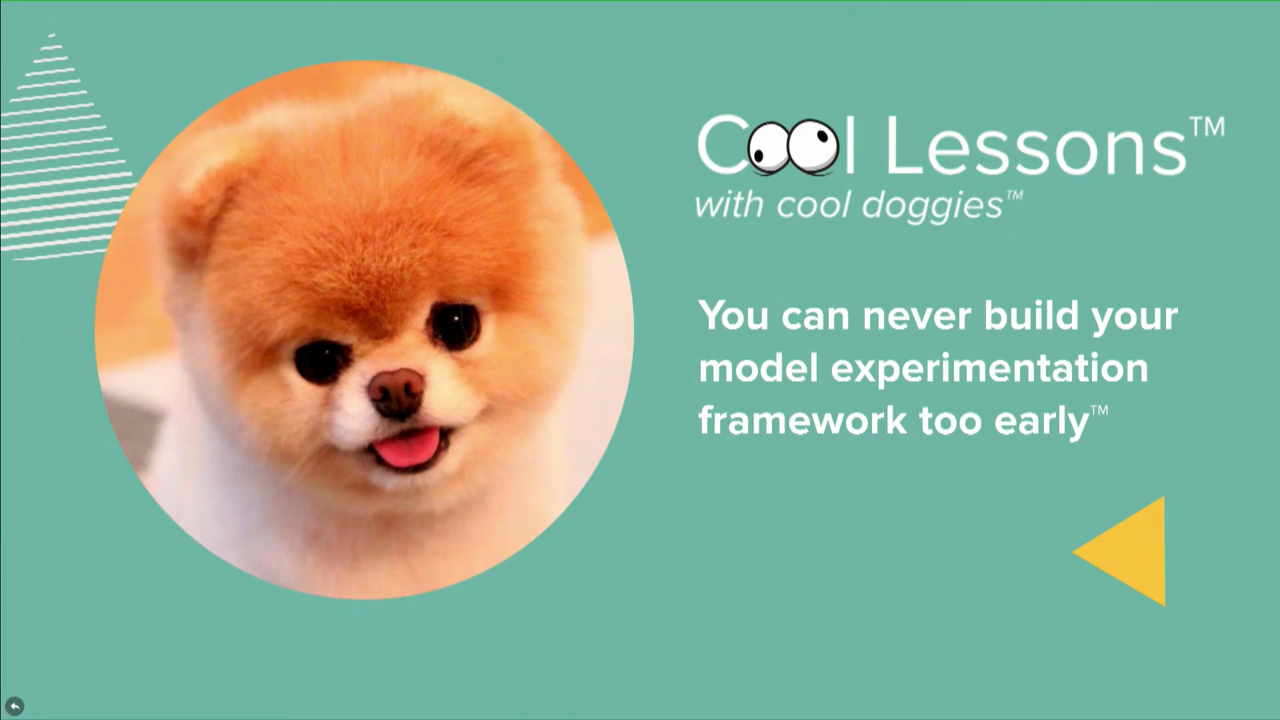 Cool Lessons™
with cool doggies™
You can never build your
model experimentation
framework too early™